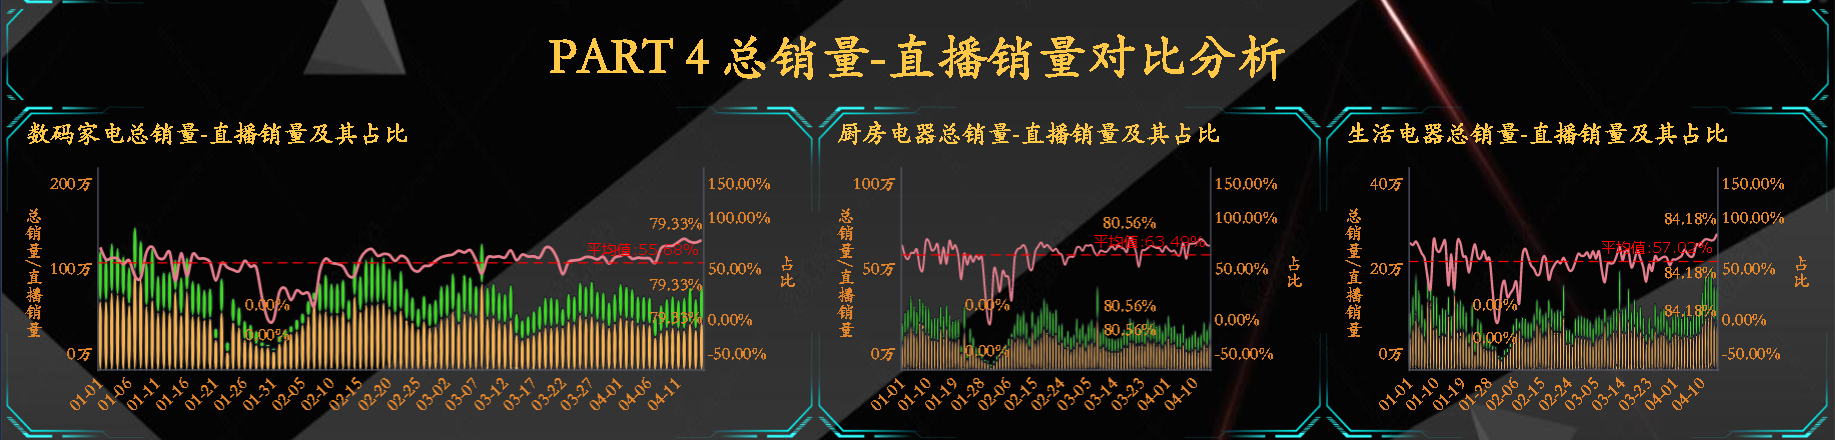 PART 4 总销量-直播销量对比分析
数码家电总销量-直播销量及其占比
200万
100万
0万
总销量/直播销量
150.00%
100.00%
50.00%
0.00%
-50.00%
占比
79.33%
平均值:55.88%
79.33%
79.33%
0.00%
0.00%
01-01 01-06 01-11 01-16 01-21 01-26 01-31 02-05 02-10 02-15 02-20 02-25 03-02 03-07 03-12 03-17 03-22 03-27 04-01 04-06 04-11
厨房电器总销量-直播销量及其占比
100万
50万
0万
总销量/直播销量
150.00%
100.00%
50.00%
0.00%
-50.00%
占比
80.56%
平均值:63.49%
80.56%
80.56%
0.00%
0.00%
01-01 01-10 01-19 01-28 02-06 02-15 02-24 03-05 03-14 03-23 04-01 04-10
生活电器总销量-直播销量及其占比
40万
20万
0万
总销量/直播销量
150.00%
100.00%
50.00%
0.00%
-50.00%
占比
84.18%
平均值:57.02%
84.18%
84.18%
0.00%
0.00%
01-01 01-10 01-19 01-28 02-06 02-15 02-24 03-05 03-14 03-23 04-01 04-10